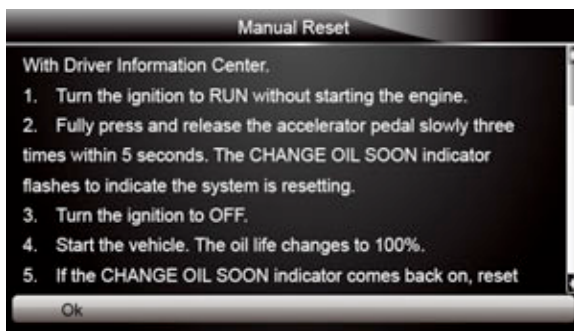 Manual Reset
With Driver Information Center.
1. Turn the ignition to RUN without starting the engine.
2. Fully press and release the accelerator pedal slowly three
times within 5 seconds. The CHANGE OIL SOON indicator
flashes to indicate the system is resetting.
3. Turn the ignition to OFF.
4. Start the vehicle. The oil life changes to 100%.
5. If the CHANGE OIL SOON indicator comes back on, reset
Ok